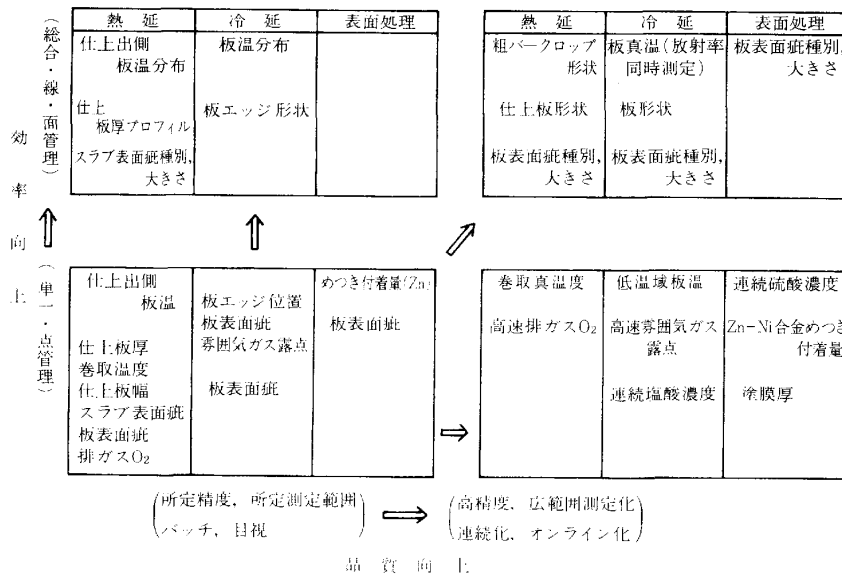 熱延 冷延 表面処理
仕上出側
板温分布
板温分布
仕上
板厚プロフィル
板エッジ形状
スラブ表面疵種別,
大きさ
熱延 冷延 表面処理
粗バークロップ
形状
板真温(放射率
同時測定)
板表面疵種別,
大きさ
仕上板形状
板形状
板表面疵種別,
大きさ
板表面疵種別,
大きさ
(総合・線・面管理)
効率向上
(単一・点管理)
仕上出側
板温
仕上板厚
巻取温度
仕上板幅
スラブ表面疵
板表面疵
排ガスO₂
板エッジ位置
板表面疵
雰囲気ガス露点
板表面疵
めつき付着量(Zn)
板表面疵
巻取真温度
高速排ガスO₂
低温域板温
高速雰囲気ガス
露点
連続塩酸濃度
連続硫酸濃度
Zn-Ni合金めつき
付着量
塗膜厚
(所定精度,所定測定範囲
バッチ,目視)
(高精度,広範囲測定化
連続化,オンライン化)
品質向上